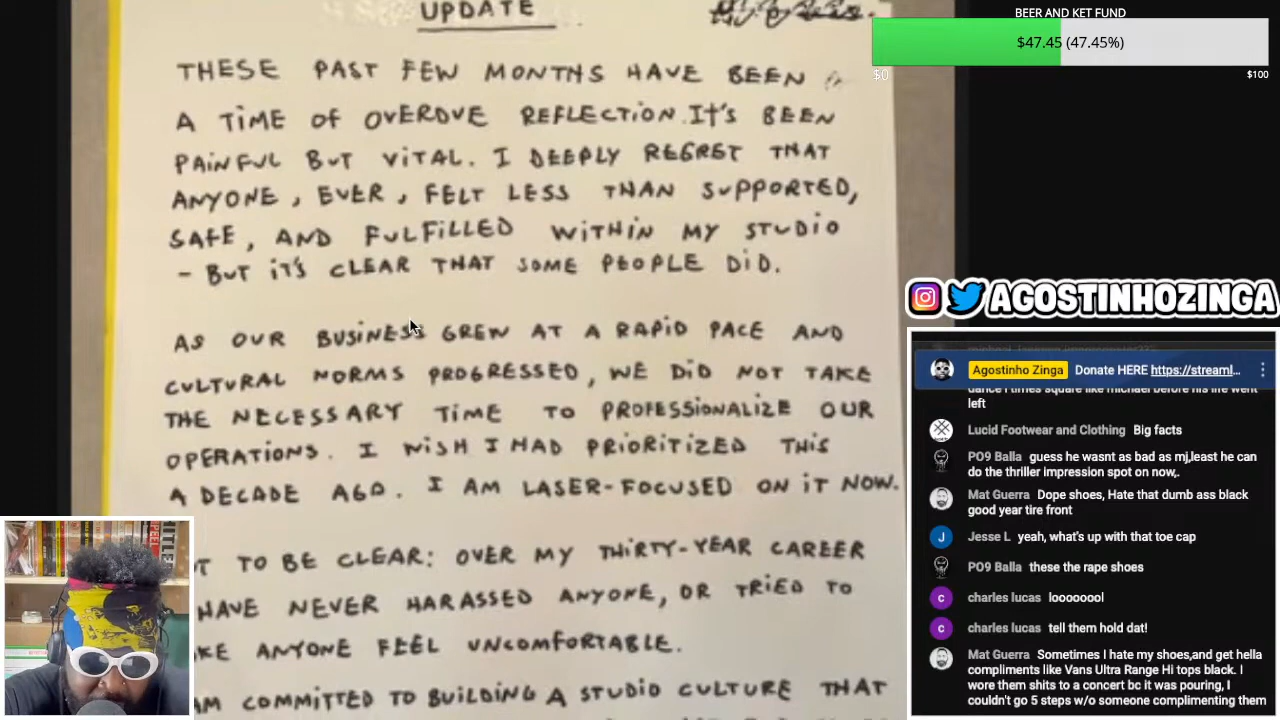 UPDATE
THESE PAST FEW MONTHS HAVE BEEN
A TIME OF OVERDUE REFLECTION. IT'S BEEN
PAINFUL BUT VITAL. I DEEPLY REGRET THAT
ANYONE, EVER, FELT LESS THAN SUPPORTED,
SAFE, AND FULFILLED WITHIN MY STUDIO
- BUT IT'S CLEAR THAT SOME PEOPLE DID.
AS OUR BUSINESS GREW AT A RAPID PACE AND
CULTURAL NORMS PROGRESSED, WE DID NOT TAKE
THE NECESSARY TIME TO PROFESSIONALIZE OUR
OPERATIONS. I WISH I HAD PRIORITIZED THIS
A DECADE AGO. I AM LASER-FOCUSED ON IT NOW.
T TO BE CLEAR: OVER MY THIRTY-YEAR CAREER
HAVE NEVER HARASSED ANYONE, OR TRIED TO
KE ANYONE FEEL UNCOMFORTABLE.
AM COMMITTED TO BUILDING A STUDIO CULTURE THAT
BEER AND KET FUND
$47.45 (47.45%)
$0
$100
AGOSTINHOZINGA
Agostinho Zinga Donate HERE https://streaml...
dance I times square like michael before his life went
left
Lucid Footwear and Clothing Big facts
PO9 Balla guess he wasnt as bad as mj,least he can
do the thriller impression spot on now,.
Mat Guerra Dope shoes, Hate that dumb ass black
good year tire front
J
Jesse L yeah, what's up with that toe cap
PO9 Balla these the rape shoes
c
charles lucas looooooo!
c
charles lucas tell them hold dat!
Mat Guerra Sometimes I hate my shoes,and get hella
compliments like Vans Ultra Range Hi tops black. I
wore them shits to a concert bc it was pouring, I
couldn't go 5 steps w/o someone complimenting them